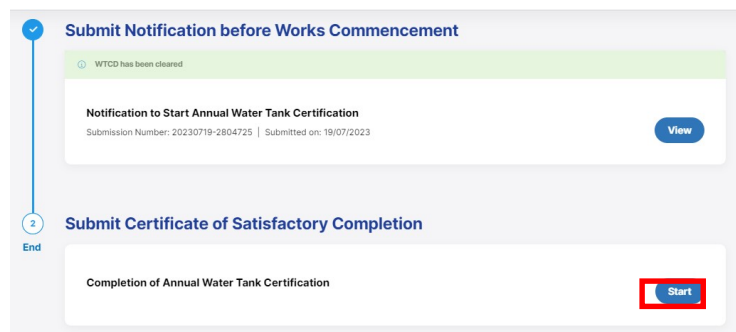 Submit Notification before Works Commencement
WTCD has been cleared
Notification to Start Annual Water Tank Certification
Submission Number: 20230719-2804725 | Submitted on: 19/07/2023
View
2
Submit Certificate of Satisfactory Completion
End
Completion of Annual Water Tank Certification
Start